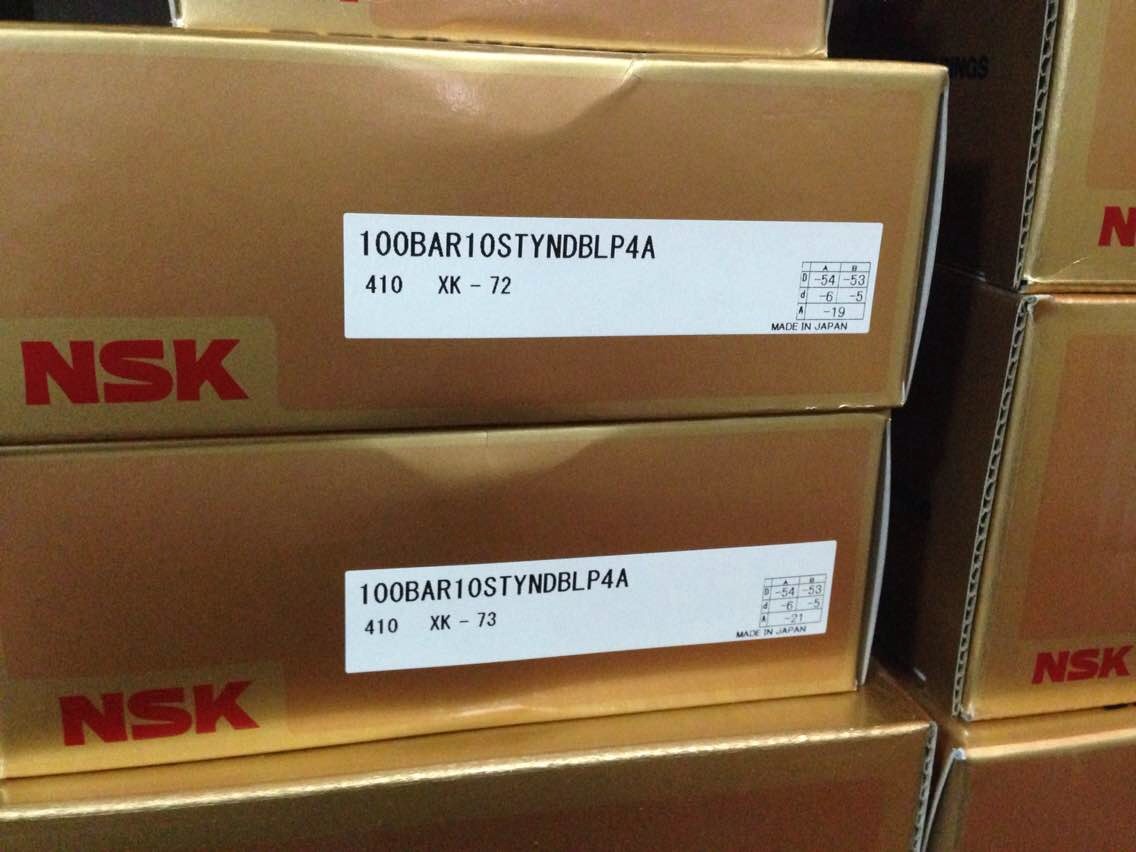 100BAR10STYNDBLP4A
410 XK - 72
A B
D -54 -53
d -6 -5
A -19
MADE IN JAPAN
NSK
100BAR10STYNDBLP4A
410 XK - 73
A B
D -54 -53
d -6 -5
A -21
MADE IN JAPAN
NSK
NSK